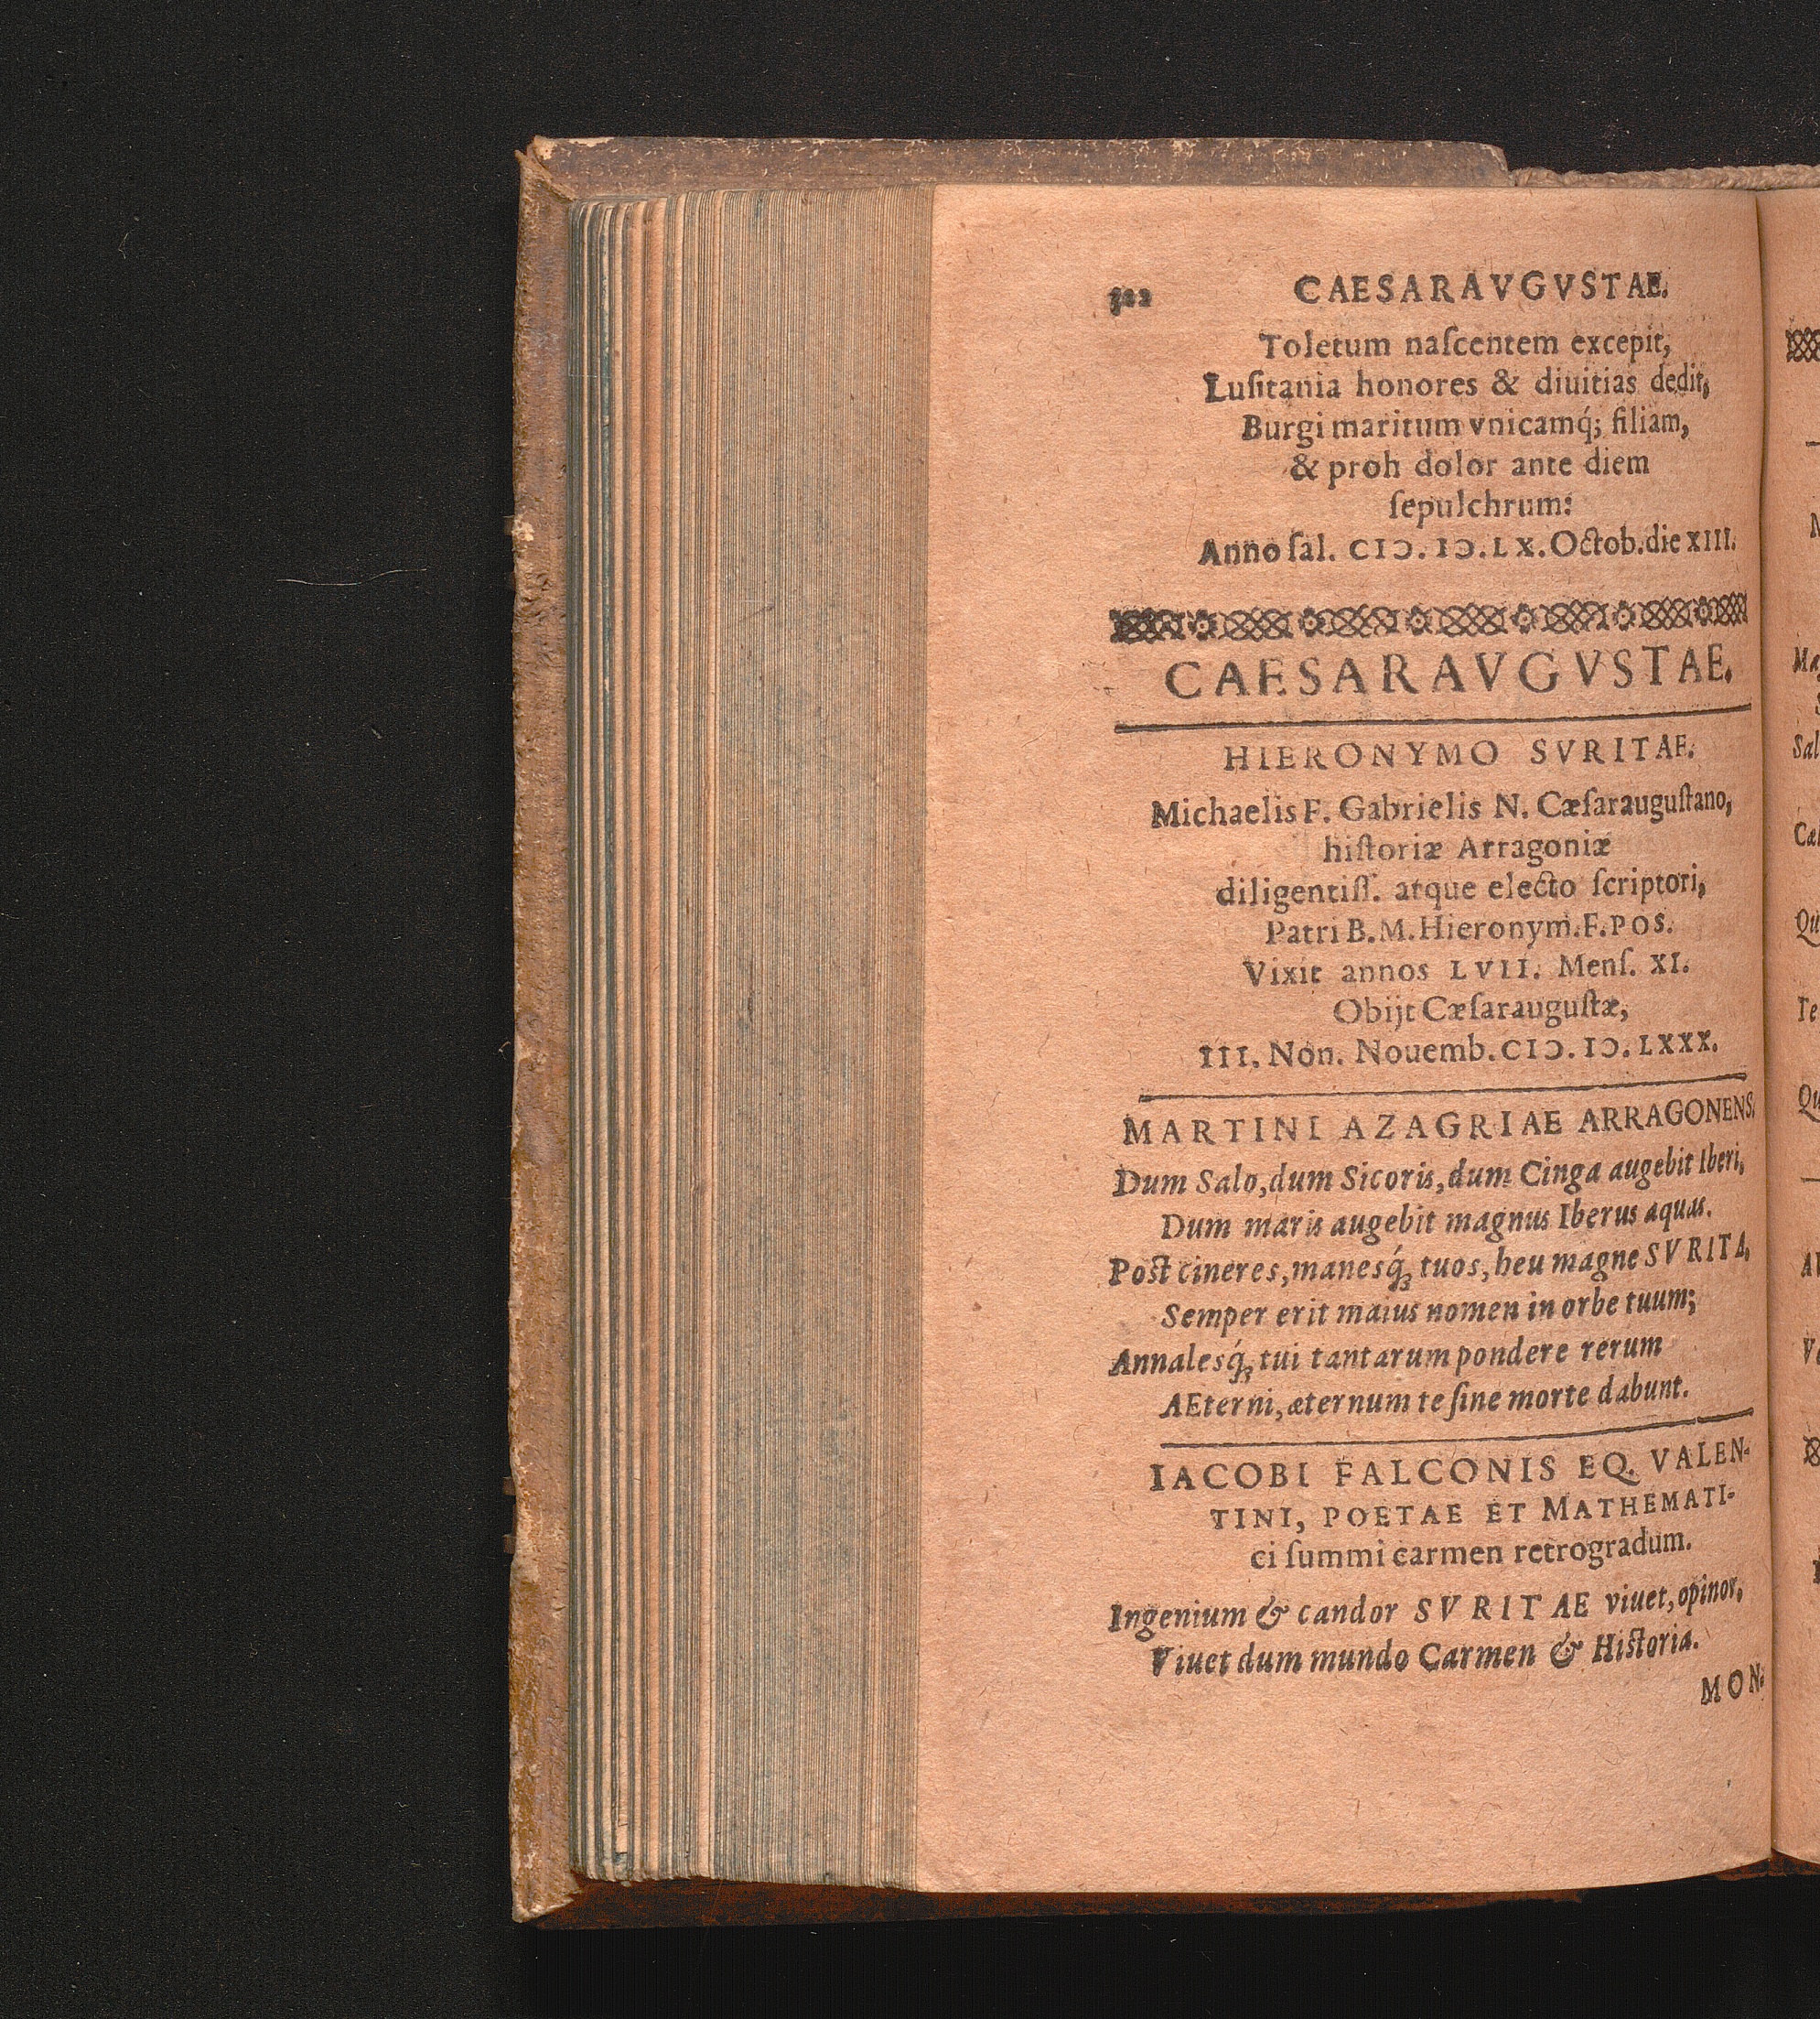 CAESARAVGVSTAE.
Toletum naſcentem excepit,
Luſitania honores & diuitias dedit,
Burgi maritum vnicamq́; filiam,
& proh dolor ante diem
ſepulchrum:
Anno ſal. CIↃ. IↃ. LX. Octob. die XIII.
CAESARAVGVSTAE.
HIERONYMO SVRITAE.
Michaelis F. Gabrielis N. Cæſarauguſtano,
hiſtoriæ Arragoniæ
diligentiſſ. atque electo ſcriptori,
Patri B. M. Hieronym. F. POS.
Vixit annos LVII. Menſ. XI.
Obijt Cæſarauguſtæ,
III. Non. Nouemb. CIↃ. IↃ. LXXX.
MARTINI AZAGRIAE ARRAGONENS.
Dum Salo, dum Sicoris, dum Cinga augebit Iberi,
Dum maris augebit magnus Iberus aquas.
Poſt cineres, manesq́; tuos, heu magne SVRITA,
Semper erit maius nomen in orbe tuum;
Annalesq́; tui tantarum pondere rerum
AEterni, æternum te ſine morte dabunt.
IACOBI FALCONIS EQ. VALEN-
TINI, POETAE ET MATHEMATI-
ci ſummi carmen retrogradum.
Ingenium & candor SVRITAE viuet, opinor,
Viuet dum mundo Carmen & Hiſtoria.
MON-